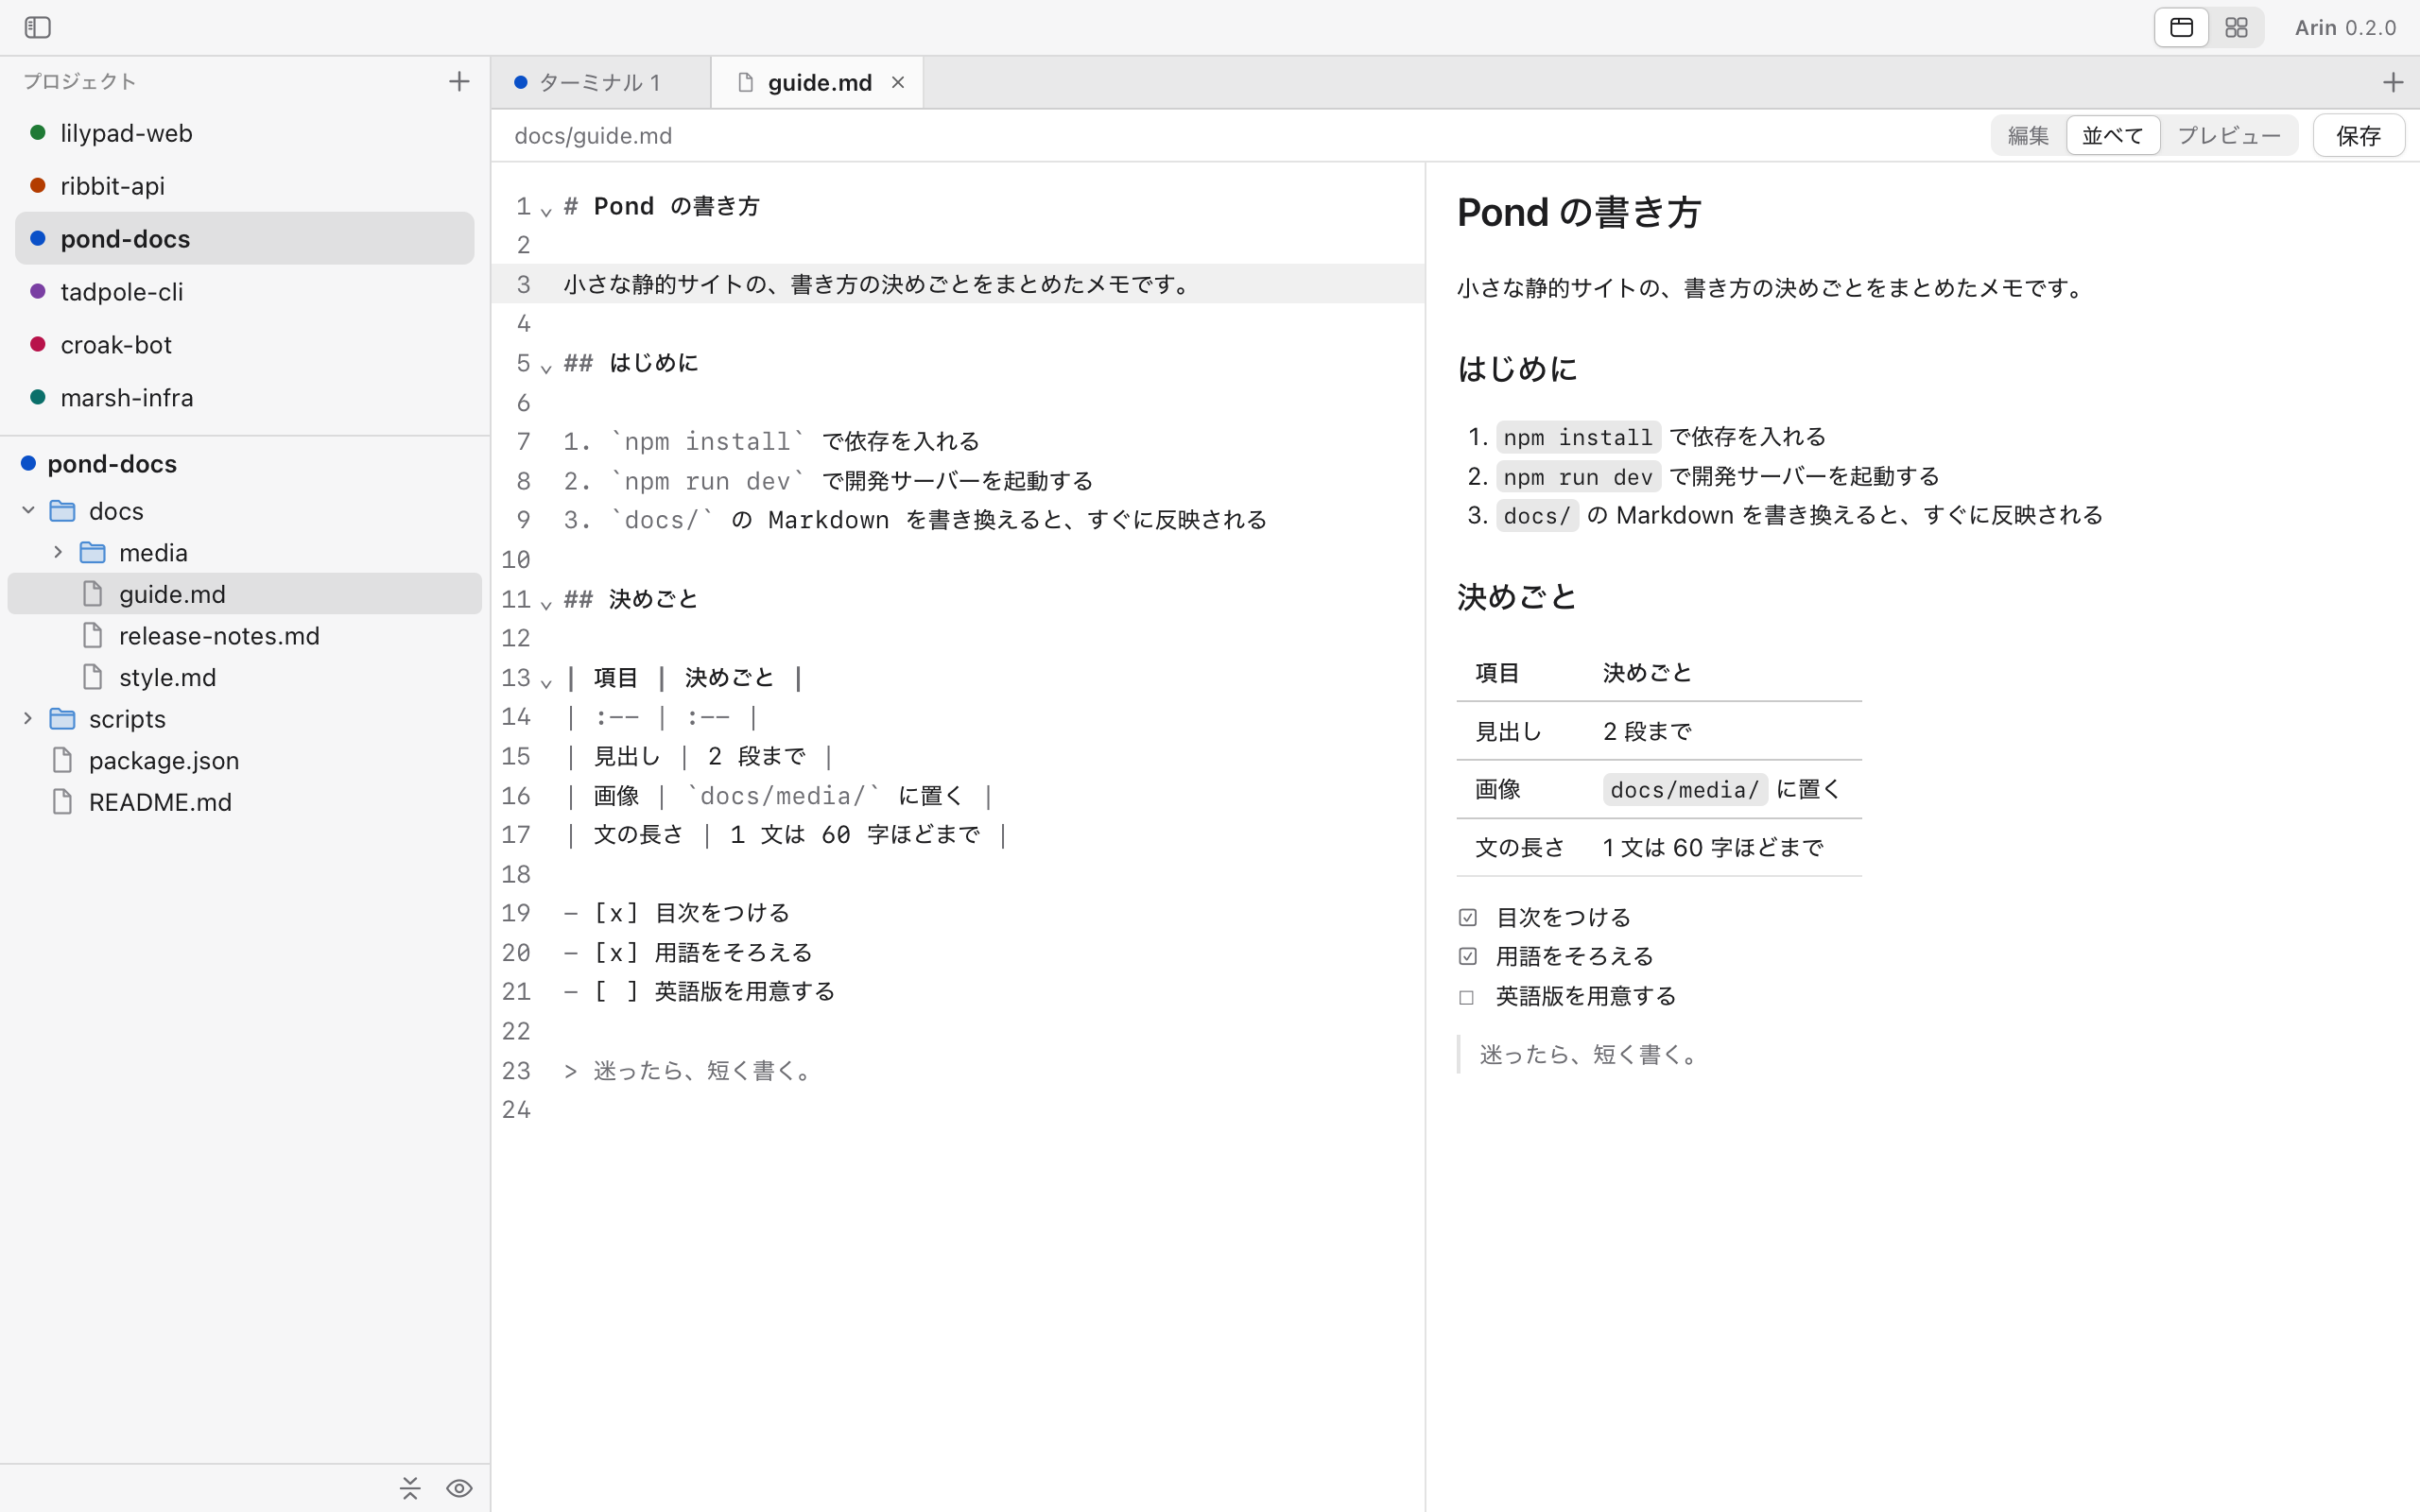 Arin 0.2.0
プロジェクト
lilypad-web
ribbit-api
pond-docs
tadpole-cli
croak-bot
marsh-infra
pond-docs
docs
media
guide.md
release-notes.md
style.md
scripts
package.json
README.md
ターミナル 1
guide.md
docs/guide.md
編集 並べて プレビュー 保存
1 # Pond の書き方
2
3 小さな静的サイトの、書き方の決めごとをまとめたメモです。
4
5 ## はじめに
6
7 1. `npm install` で依存を入れる
8 2. `npm run dev` で開発サーバーを起動する
9 3. `docs/` の Markdown を書き換えると、すぐに反映される
10
11 ## 決めごと
12
13 | 項目 | 決めごと |
14 | :-- | :-- |
15 | 見出し | 2 段まで |
16 | 画像 | `docs/media/` に置く |
17 | 文の長さ | 1 文は 60 字ほどまで |
18
19 - [x] 目次をつける
20 - [x] 用語をそろえる
21 - [ ] 英語版を用意する
22
23 > 迷ったら、短く書く。
24
Pond の書き方
小さな静的サイトの、書き方の決めごとをまとめたメモです。
はじめに
1. npm install で依存を入れる
2. npm run dev で開発サーバーを起動する
3. docs/ の Markdown を書き換えると、すぐに反映される
決めごと
項目 決めごと
見出し 2 段まで
画像 docs/media/ に置く
文の長さ 1 文は 60 字ほどまで
目次をつける
用語をそろえる
英語版を用意する
迷ったら、短く書く。